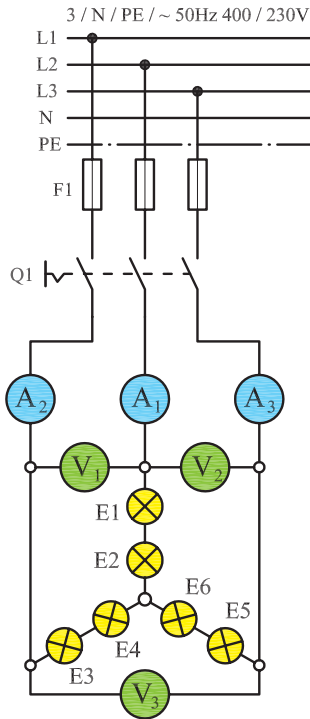 3 / N / PE / ~ 50Hz 400 / 230V
L1
L2
L3
N
PE
F1
Q1
A2 A1 A3
V1 V2
E1
E2
E6
E5
E4
E3
V3